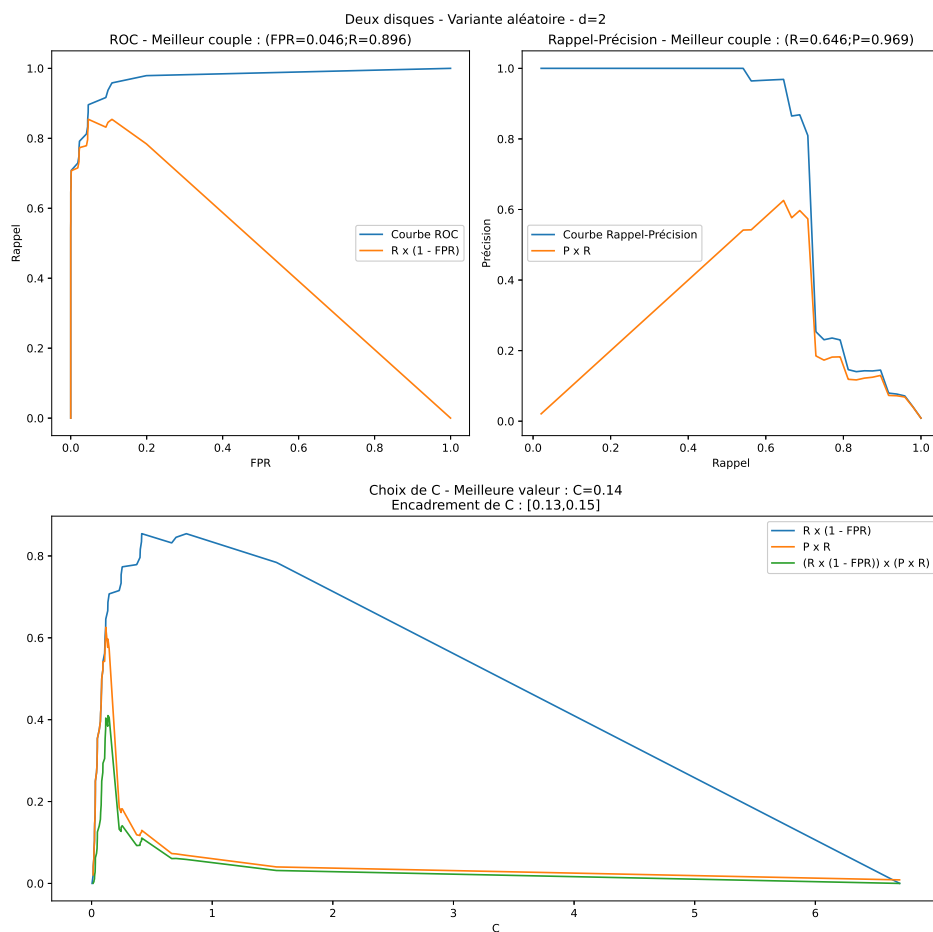 Deux disques - Variante aléatoire - d=2
ROC - Meilleur couple : (FPR=0.046;R=0.896)
1.0
0.8
0.6
0.4
0.2
0.0
Rappel
Courbe ROC
R x (1 - FPR)
0.0 0.2 0.4 0.6 0.8 1.0
FPR
Rappel-Précision - Meilleur couple : (R=0.646;P=0.969)
1.0
0.8
0.6
0.4
0.2
0.0
Précision
Courbe Rappel-Précision
P x R
0.0 0.2 0.4 0.6 0.8 1.0
Rappel
Choix de C - Meilleure valeur : C=0.14
Encadrement de C : [0.13,0.15]
R x (1 - FPR)
P x R
(R x (1 - FPR)) x (P x R)
0.8
0.6
0.4
0.2
0.0
0 1 2 3 4 5 6
C